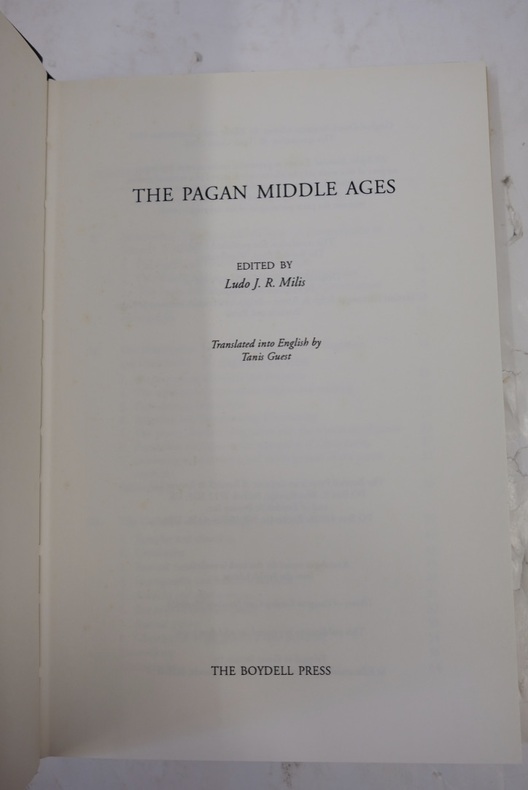 THE PAGAN MIDDLE AGES
EDITED BY
Ludo J. R. Milis
Translated into English by
Tanis Guest
THE BOYDELL PRESS